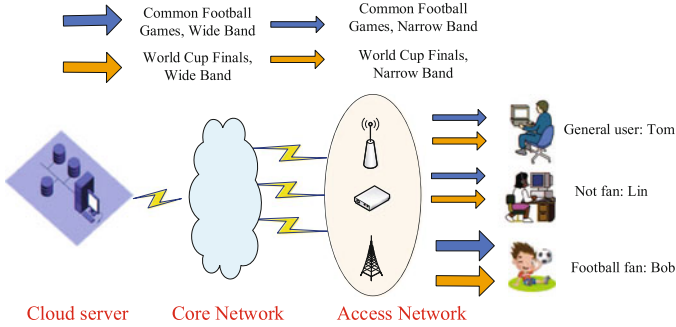 Common Football
Games, Wide Band
Common Football
Games, Narrow Band
World Cup Finals,
Wide Band
World Cup Finals,
Narrow Band
General user: Tom
Not fan: Lin
Football fan: Bob
Cloud server
Core Network
Access Network